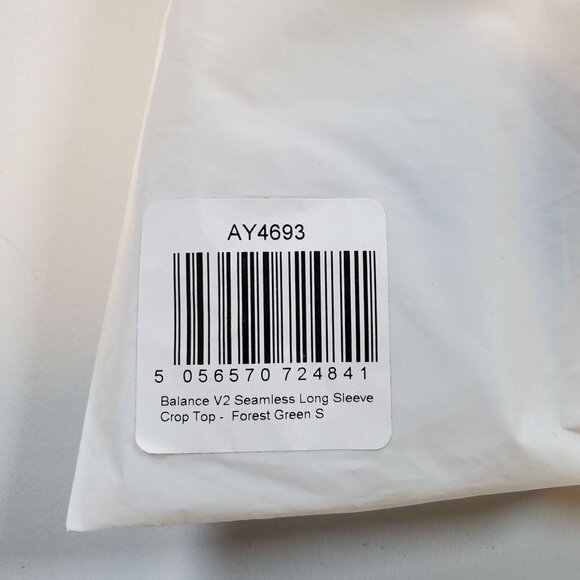 AY4693
5 056570 724841
Balance V2 Seamless Long Sleeve
Crop Top - Forest Green S